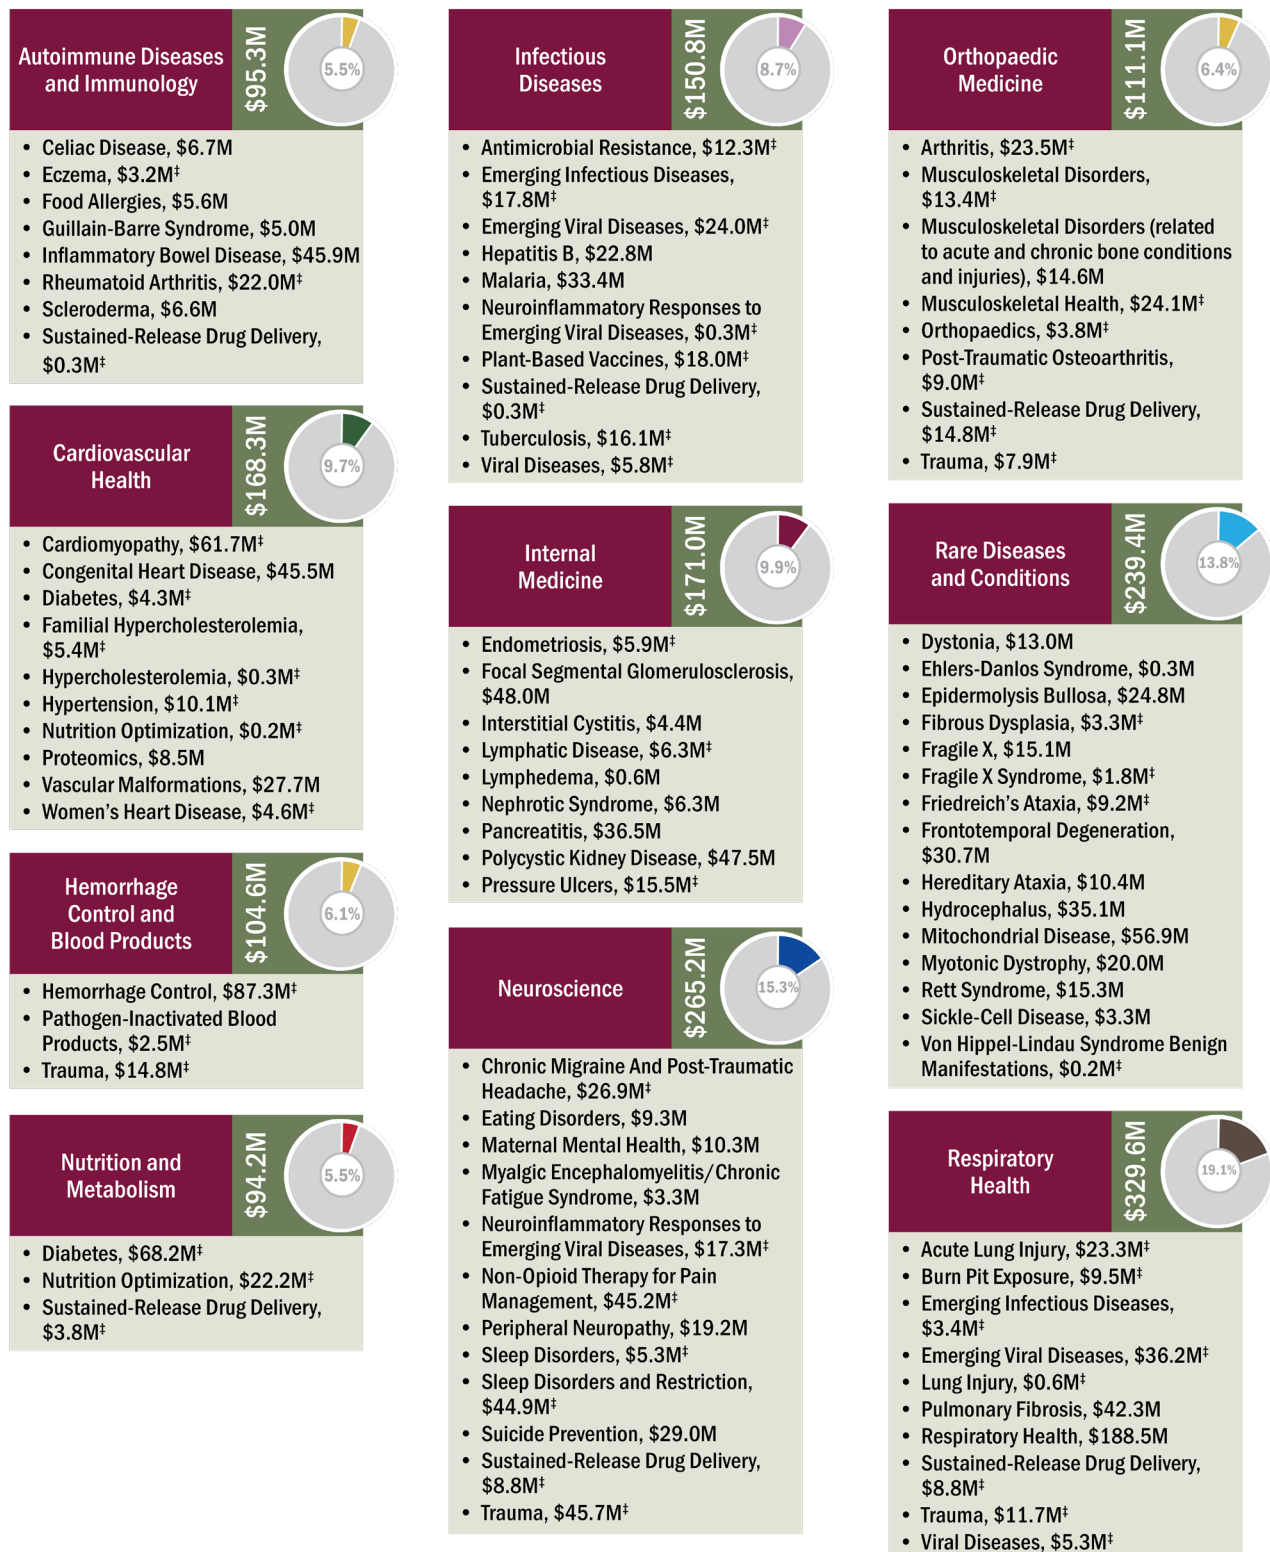 Autoimmune Diseases
and Immunology
$95.3M
5.5%
• Celiac Disease, $6.7M
• Eczema, $3.2M‡
• Food Allergies, $5.6M
• Guillain-Barre Syndrome, $5.0M
• Inflammatory Bowel Disease, $45.9M
• Rheumatoid Arthritis, $22.0M‡
• Scleroderma, $6.6M
• Sustained-Release Drug Delivery,
$0.3M‡
Cardiovascular
Health
$168.3M
9.7%
• Cardiomyopathy, $61.7M‡
• Congenital Heart Disease, $45.5M
• Diabetes, $4.3M‡
• Familial Hypercholesterolemia,
$5.4M‡
• Hypercholesterolemia, $0.3M‡
• Hypertension, $10.1M‡
• Nutrition Optimization, $0.2M‡
• Proteomics, $8.5M
• Vascular Malformations, $27.7M
• Women’s Heart Disease, $4.6M‡
Hemorrhage
Control and
Blood Products
$104.6M
6.1%
• Hemorrhage Control, $87.3M‡
• Pathogen-Inactivated Blood
Products, $2.5M‡
• Trauma, $14.8M‡
Nutrition and
Metabolism
$94.2M
5.5%
• Diabetes, $68.2M‡
• Nutrition Optimization, $22.2M‡
• Sustained-Release Drug Delivery,
$3.8M‡
Infectious
Diseases
$150.8M
8.7%
• Antimicrobial Resistance, $12.3M‡
• Emerging Infectious Diseases,
$17.8M‡
• Emerging Viral Diseases, $24.0M‡
• Hepatitis B, $22.8M
• Malaria, $33.4M
• Neuroinflammatory Responses to
Emerging Viral Diseases, $0.3M‡
• Plant-Based Vaccines, $18.0M‡
• Sustained-Release Drug Delivery,
$0.3M‡
• Tuberculosis, $16.1M‡
• Viral Diseases, $5.8M‡
Internal
Medicine
$171.0M
9.9%
• Endometriosis, $5.9M‡
• Focal Segmental Glomerulosclerosis,
$48.0M
• Interstitial Cystitis, $4.4M
• Lymphatic Disease, $6.3M‡
• Lymphedema, $0.6M
• Nephrotic Syndrome, $6.3M
• Pancreatitis, $36.5M
• Polycystic Kidney Disease, $47.5M
• Pressure Ulcers, $15.5M‡
Neuroscience
$265.2M
15.3%
• Chronic Migraine And Post-Traumatic
Headache, $26.9M‡
• Eating Disorders, $9.3M
• Maternal Mental Health, $10.3M
• Myalgic Encephalomyelitis/Chronic
Fatigue Syndrome, $3.3M
• Neuroinflammatory Responses to
Emerging Viral Diseases, $17.3M‡
• Non-Opioid Therapy for Pain
Management, $45.2M‡
• Peripheral Neuropathy, $19.2M
• Sleep Disorders, $5.3M‡
• Sleep Disorders and Restriction,
$44.9M‡
• Suicide Prevention, $29.0M
• Sustained-Release Drug Delivery,
$8.8M‡
• Trauma, $45.7M‡
Orthopaedic
Medicine
$111.1M
6.4%
• Arthritis, $23.5M‡
• Musculoskeletal Disorders,
$13.4M‡
• Musculoskeletal Disorders (related
to acute and chronic bone conditions
and injuries), $14.6M
• Musculoskeletal Health, $24.1M‡
• Orthopaedics, $3.8M‡
• Post-Traumatic Osteoarthritis,
$9.0M‡
• Sustained-Release Drug Delivery,
$14.8M‡
• Trauma, $7.9M‡
Rare Diseases
and Conditions
$239.4M
13.8%
• Dystonia, $13.0M
• Ehlers-Danlos Syndrome, $0.3M
• Epidermolysis Bullosa, $24.8M
• Fibrous Dysplasia, $3.3M‡
• Fragile X, $15.1M
• Fragile X Syndrome, $1.8M‡
• Friedreich’s Ataxia, $9.2M‡
• Frontotemporal Degeneration,
$30.7M
• Hereditary Ataxia, $10.4M
• Hydrocephalus, $35.1M
• Mitochondrial Disease, $56.9M
• Myotonic Dystrophy, $20.0M
• Rett Syndrome, $15.3M
• Sickle-Cell Disease, $3.3M
• Von Hippel-Lindau Syndrome Benign
Manifestations, $0.2M‡
Respiratory
Health
$329.6M
19.1%
• Acute Lung Injury, $23.3M‡
• Burn Pit Exposure, $9.5M‡
• Emerging Infectious Diseases,
$3.4M‡
• Emerging Viral Diseases, $36.2M‡
• Lung Injury, $0.6M‡
• Pulmonary Fibrosis, $42.3M
• Respiratory Health, $188.5M
• Sustained-Release Drug Delivery,
$8.8M‡
• Trauma, $11.7M‡
• Viral Diseases, $5.3M‡